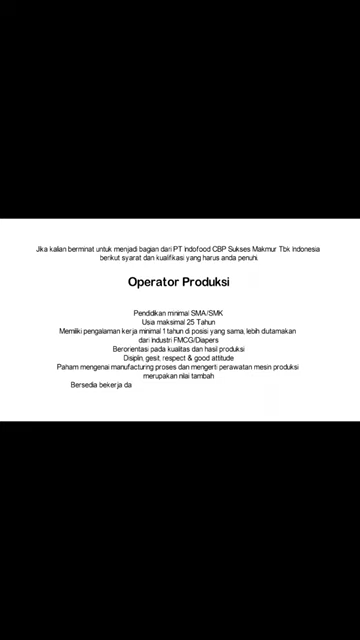 Jika kalian berminat untuk menjadi bagian dari PT Indofood CBP Sukses Makmur Tbk Indonesia
berikut syarat dan kualifikasi yang harus anda penuhi.
Operator Produksi
Pendidikan minimal SMA/SMK
Usia maksimal 25 Tahun
Memiliki pengalaman kerja minimal 1 tahun di posisi yang sama, lebih diutamakan
dari industri FMCG/Diapers
Berorientasi pada kualitas dan hasil produksi
Disiplin, gesit, respect & good attitude
Paham mengenai manufacturing proses dan mengerti perawatan mesin produksi
merupakan nilai tambah
Bersedia bekerja da